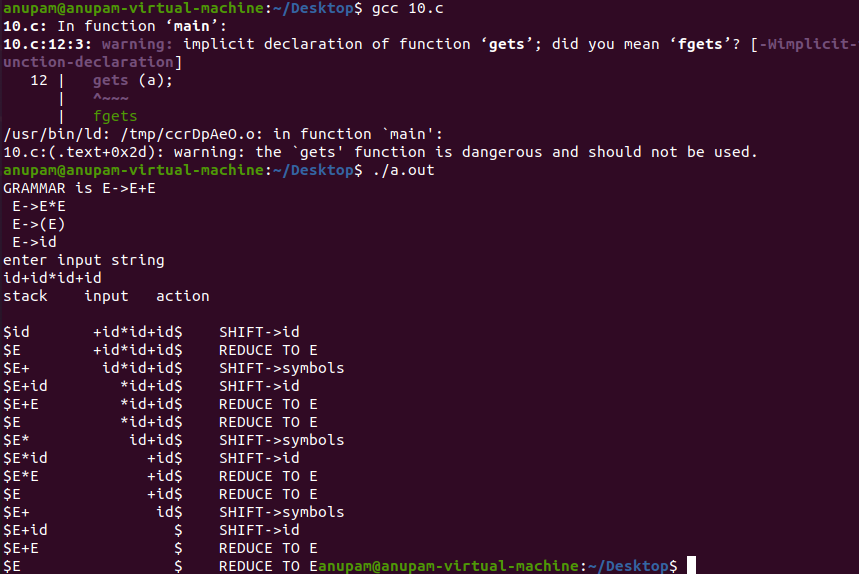 anupam@anupam-virtual-machine:~/Desktop$ gcc 10.c
10.c: In function ‘main’:
10.c:12:3: warning: implicit declaration of function ‘gets’; did you mean ‘fgets’? [-Wimplicit-
unction-declaration]
   12 |   gets (a);
      |   ^~~~
      |   fgets
/usr/bin/ld: /tmp/ccrDpAeO.o: in function `main':
10.c:(.text+0x2d): warning: the `gets' function is dangerous and should not be used.
anupam@anupam-virtual-machine:~/Desktop$ ./a.out
GRAMMAR is E->E+E
 E->E*E
 E->(E)
 E->id
enter input string
id+id*id+id
stack    input   action
$id       +id*id+id$    SHIFT->id
$E        +id*id+id$    REDUCE TO E
$E+        id*id+id$    SHIFT->symbols
$E+id        *id+id$    SHIFT->id
$E+E         *id+id$    REDUCE TO E
$E           *id+id$    REDUCE TO E
$E*           id+id$    SHIFT->symbols
$E*id           +id$    SHIFT->id
$E*E            +id$    REDUCE TO E
$E              +id$    REDUCE TO E
$E+              id$    SHIFT->symbols
$E+id              $    SHIFT->id
$E+E               $    REDUCE TO E
$E                 $    REDUCE TO Eanupam@anupam-virtual-machine:~/Desktop$